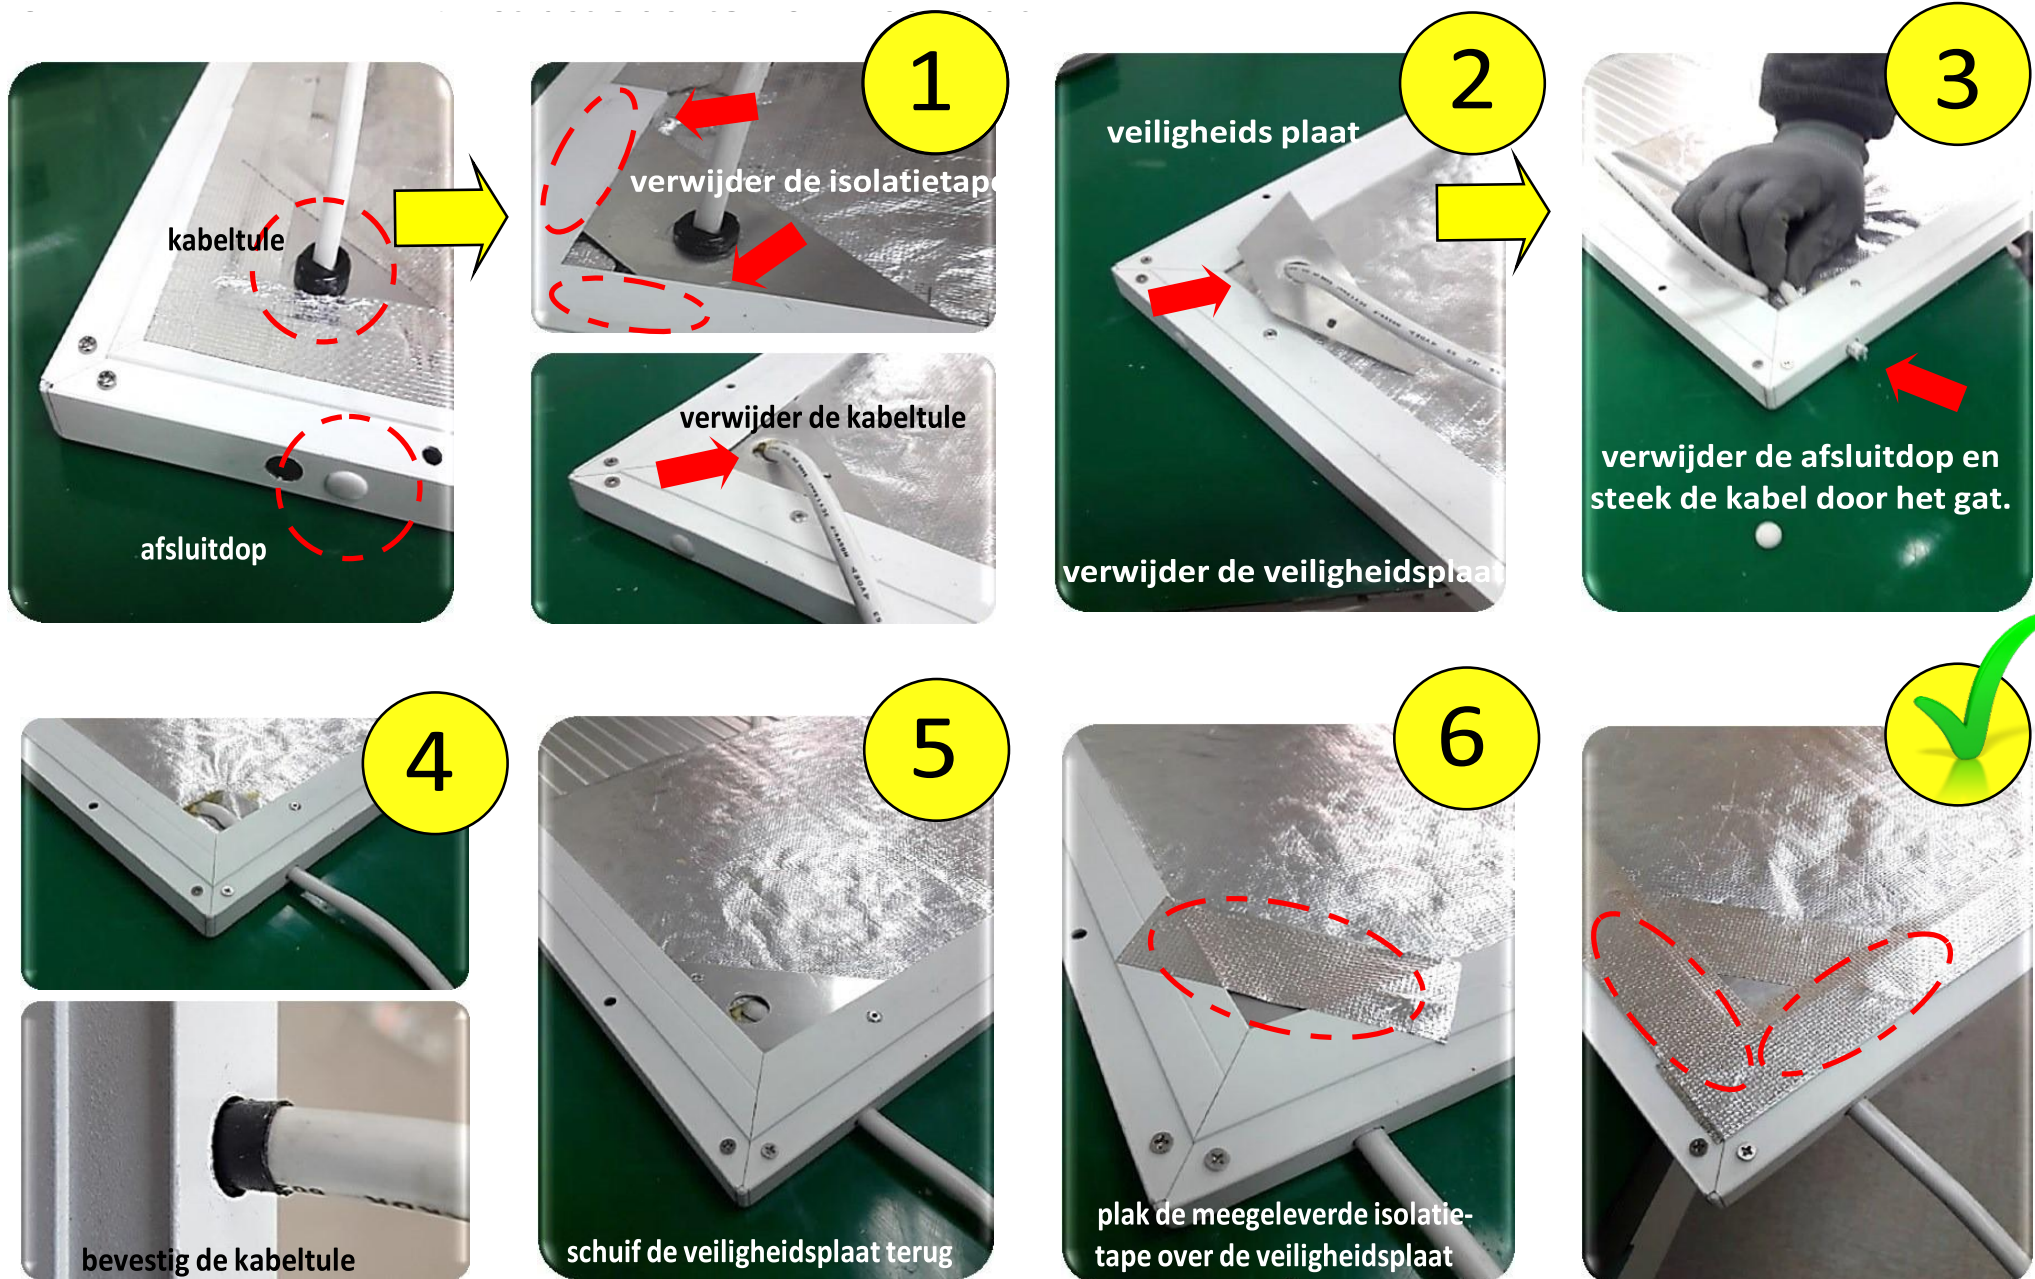 kabeltule
afsluitdop
1
verwijder de isolatietape
verwijder de kabeltule
2
veiligheids plaat
verwijder de veiligheidsplaat
3
verwijder de afsluitdop en
steek de kabel door het gat.
4
bevestig de kabeltule
5
schuif de veiligheidsplaat terug
6
plak de meegeleverde isolatie-
tape over de veiligheidsplaat